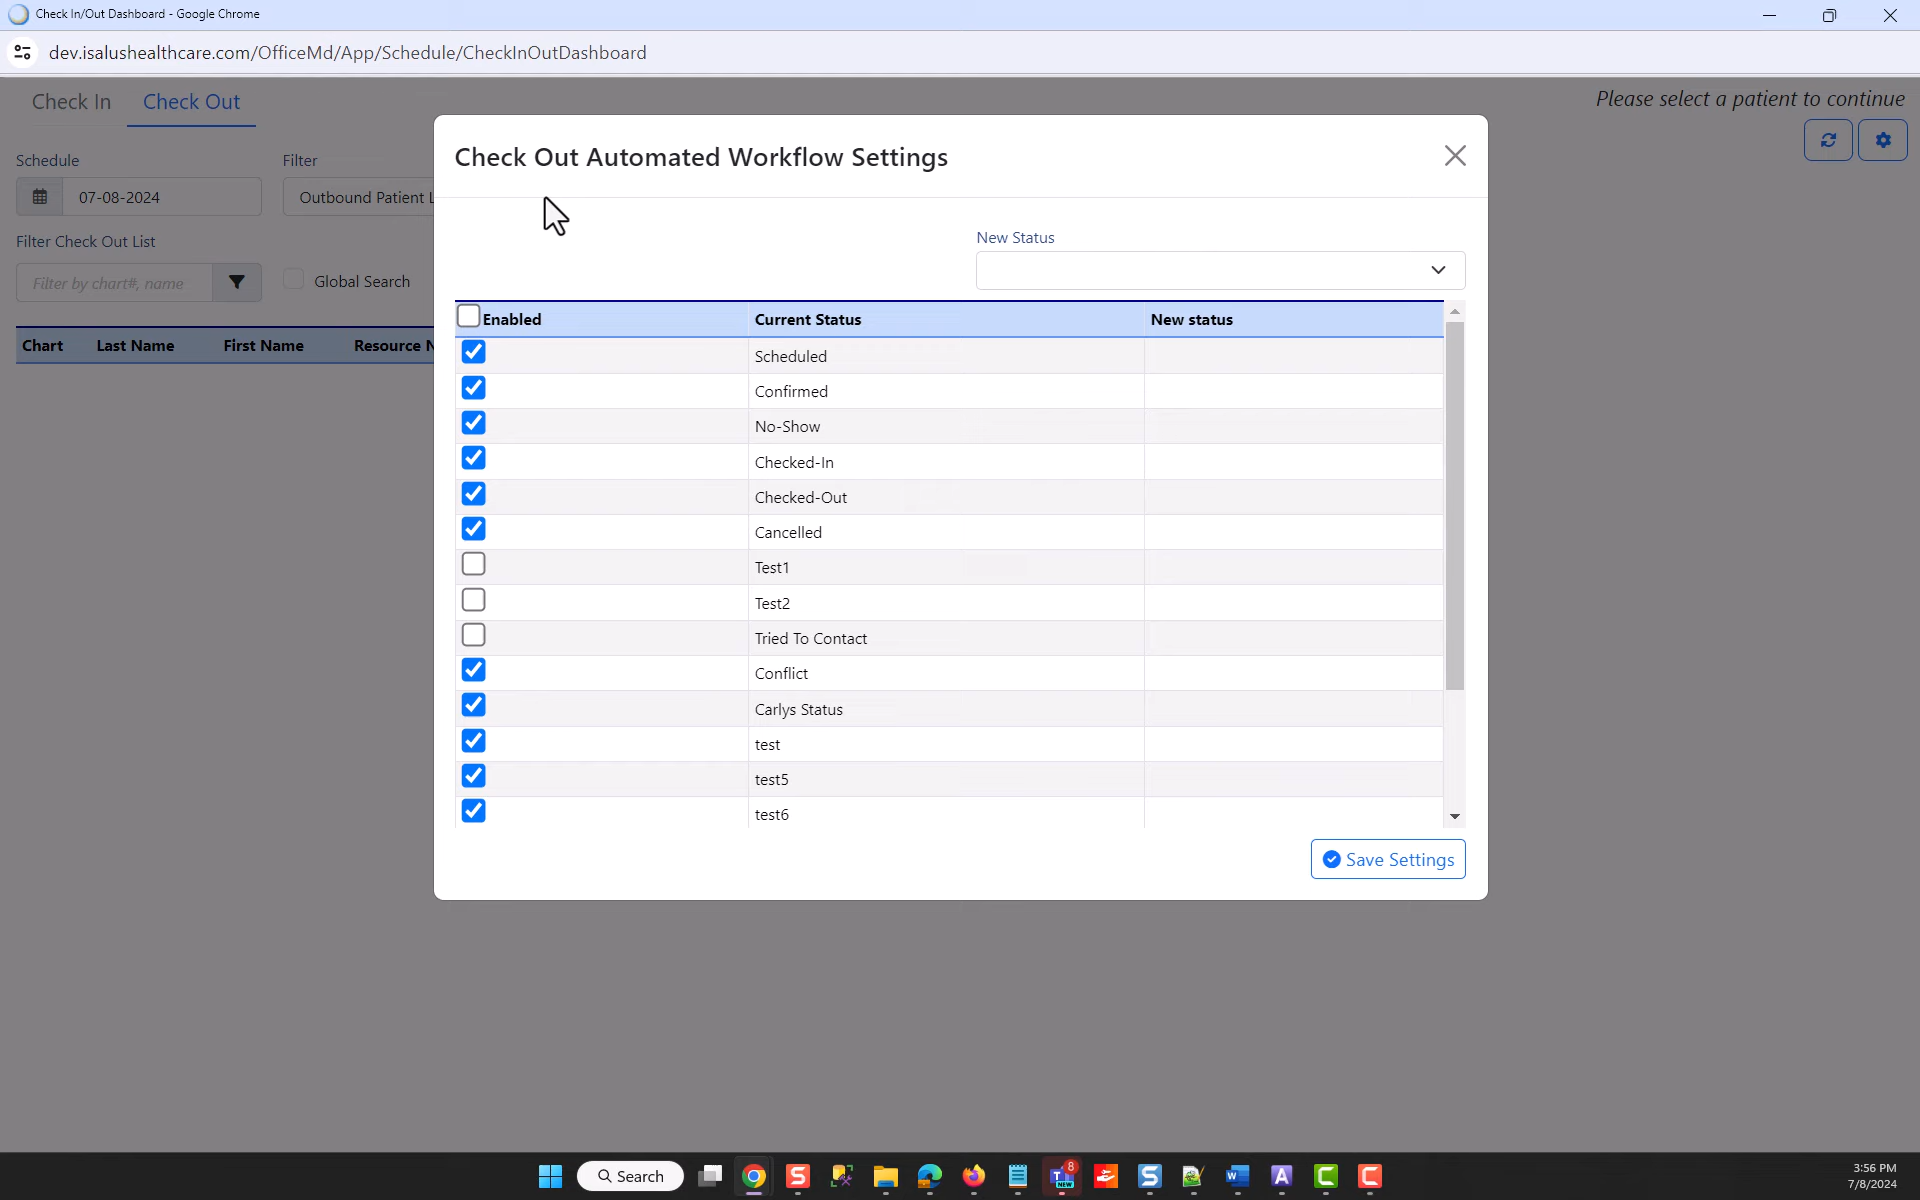 Check In/Out Dashboard - Google Chrome
dev.isalushealthcare.com/OfficeMd/App/Schedule/CheckInOutDashboard
Check In Check Out
Please select a patient to continue
Check Out Automated Workflow Settings
Schedule Filter
07-08-2024 Outbound Patient L
Filter Check Out List
New Status
Filter by chart#, name Global Search
Enabled Current Status New status
Chart Last Name First Name Resource N
Scheduled
Confirmed
No-Show
Checked-In
Checked-Out
Cancelled
Test1
Test2
Tried To Contact
Conflict
Carlys Status
test
test5
test6
Save Settings
Search
8
NEW
3:56 PM
7/8/2024